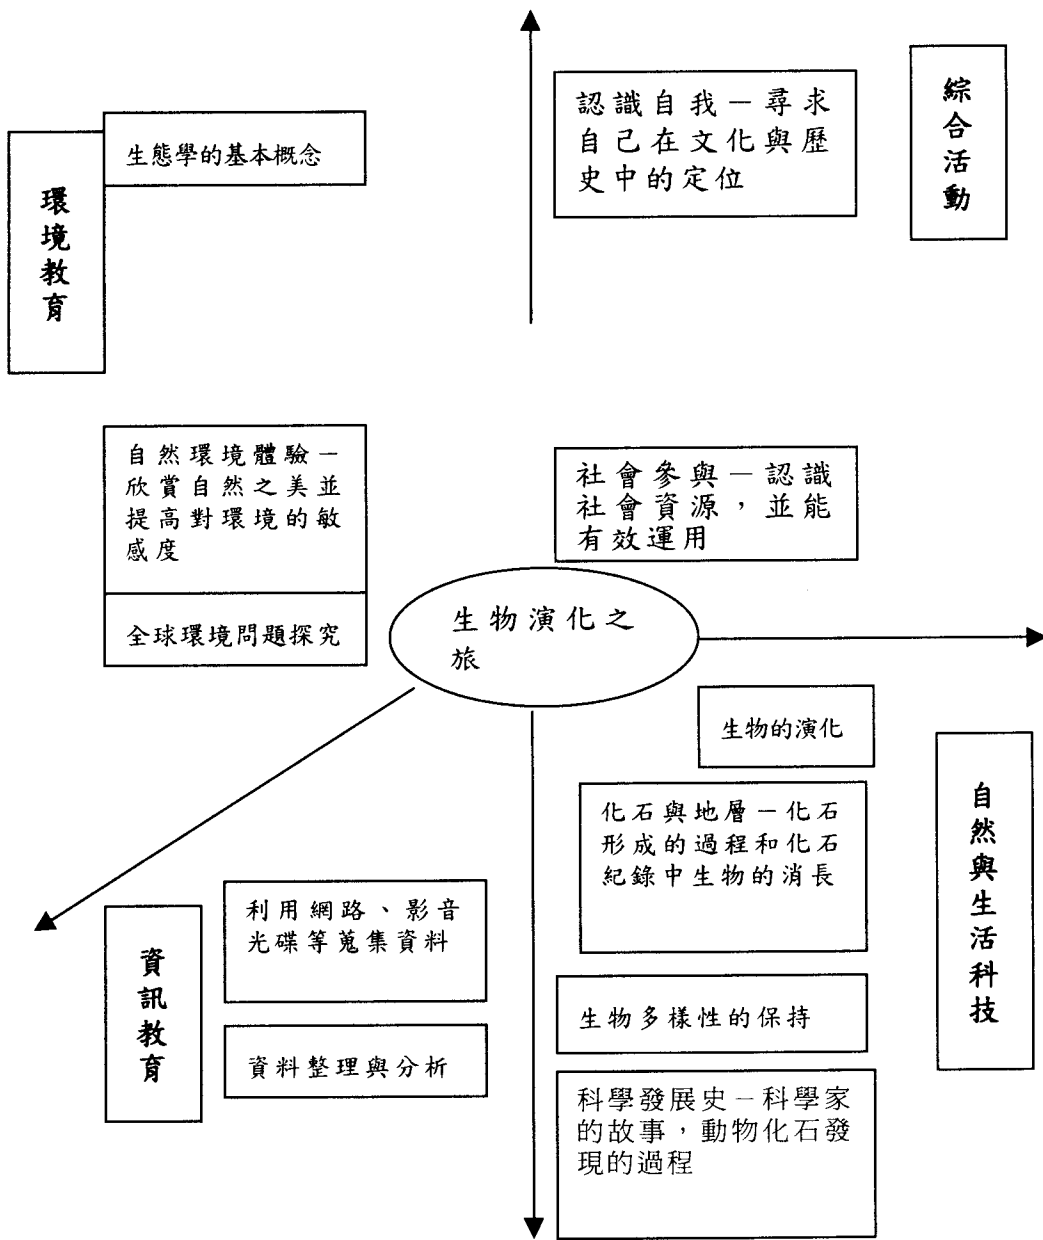 環境教育
生態學的基本概念
認識自我－尋求
自己在文化與歷
史中的定位
綜合活動
自然環境體驗－
欣賞自然之美並
提高對環境的敏
感度
全球環境問題探究
社會參與－認識
社會資源，並能
有效運用
生物演化之
旅
生物的演化
化石與地層－化石
形成的過程和化石
紀錄中生物的消長
生物多樣性的保持
科學發展史－科學家
的故事，動物化石發
現的過程
自然與生活科技
資訊教育
利用網路、影音
光碟等蒐集資料
資料整理與分析